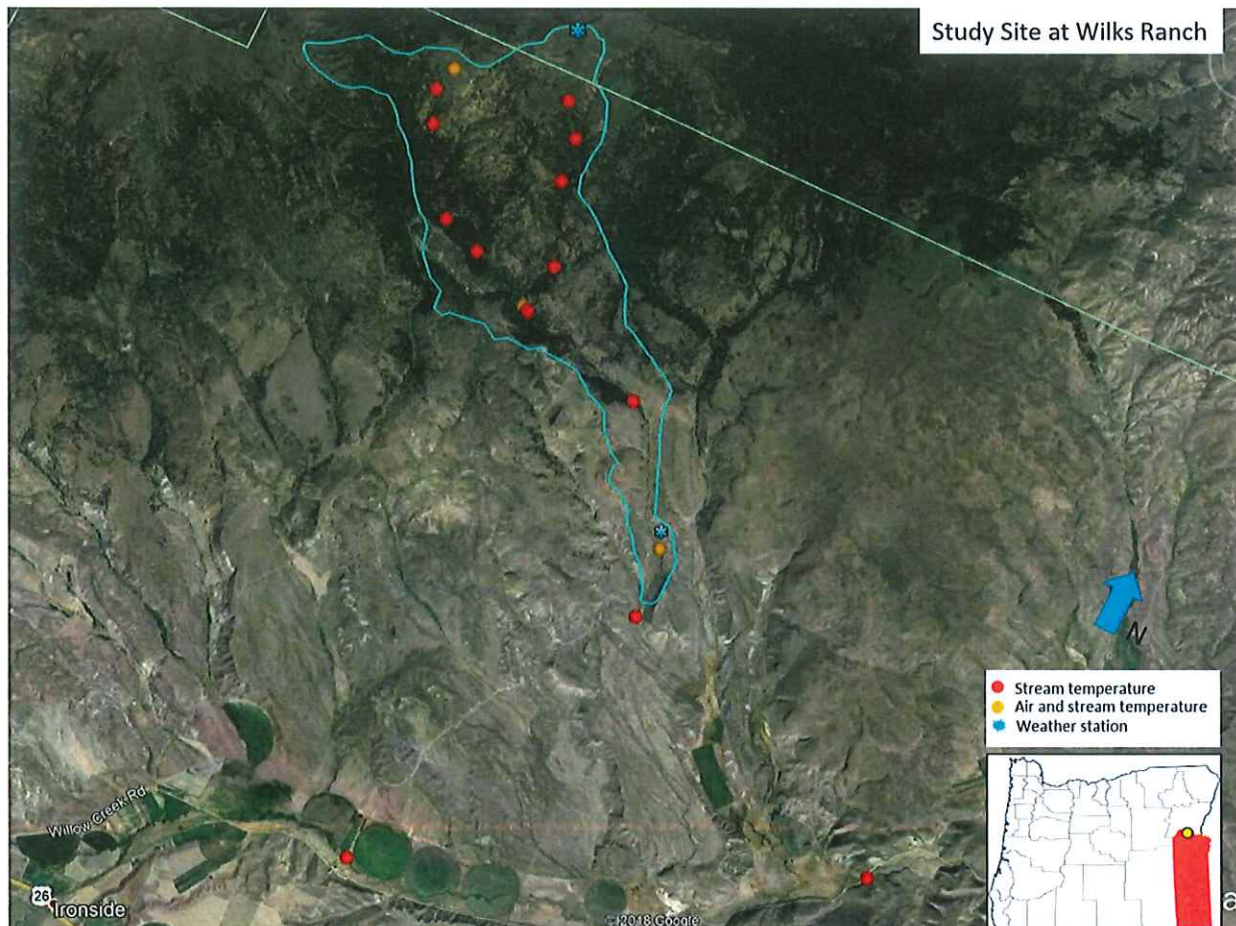 Study Site at Wilks Ranch
N
Stream temperature
Air and stream temperature
Weather station
Willow Creek Rd
26
Ironside
©2018 Google
a